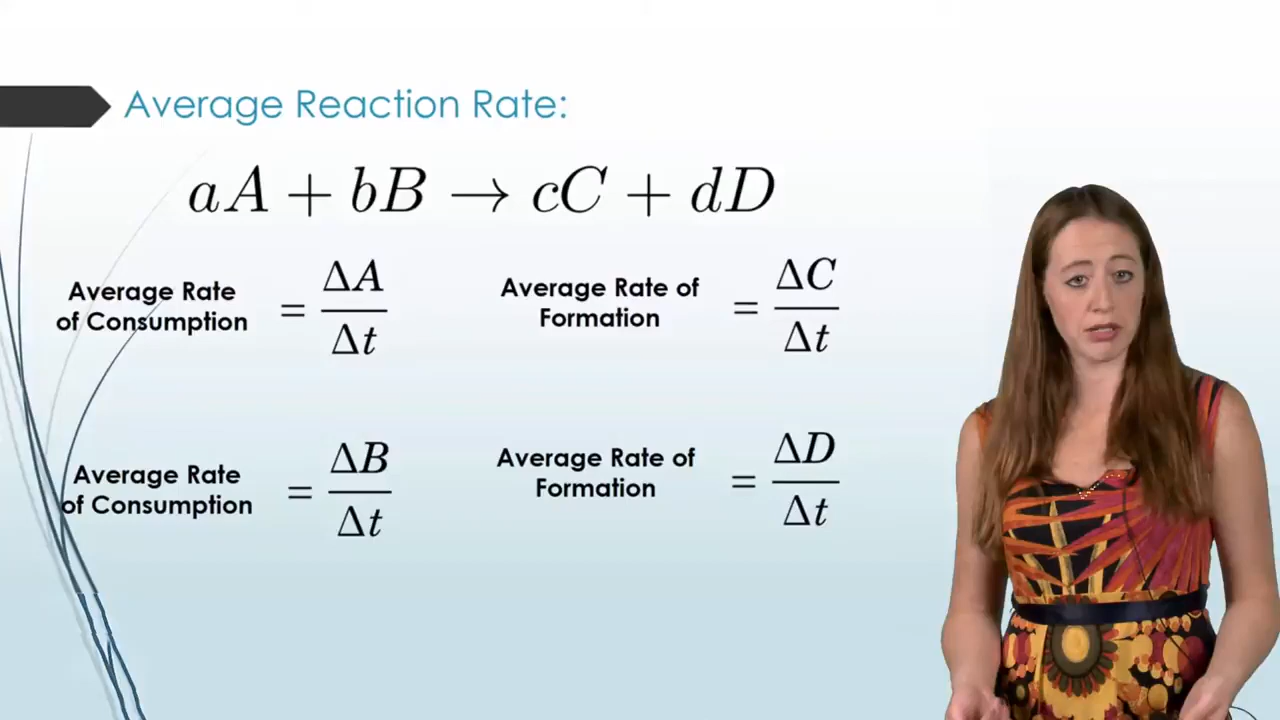 Average Reaction Rate:
aA + bB → cC + dD
Average Rate
of Consumption
= ΔA
Δt
Average Rate of
Formation
= ΔC
Δt
Average Rate
of Consumption
= ΔB
Δt
Average Rate of
Formation
= ΔD
Δt